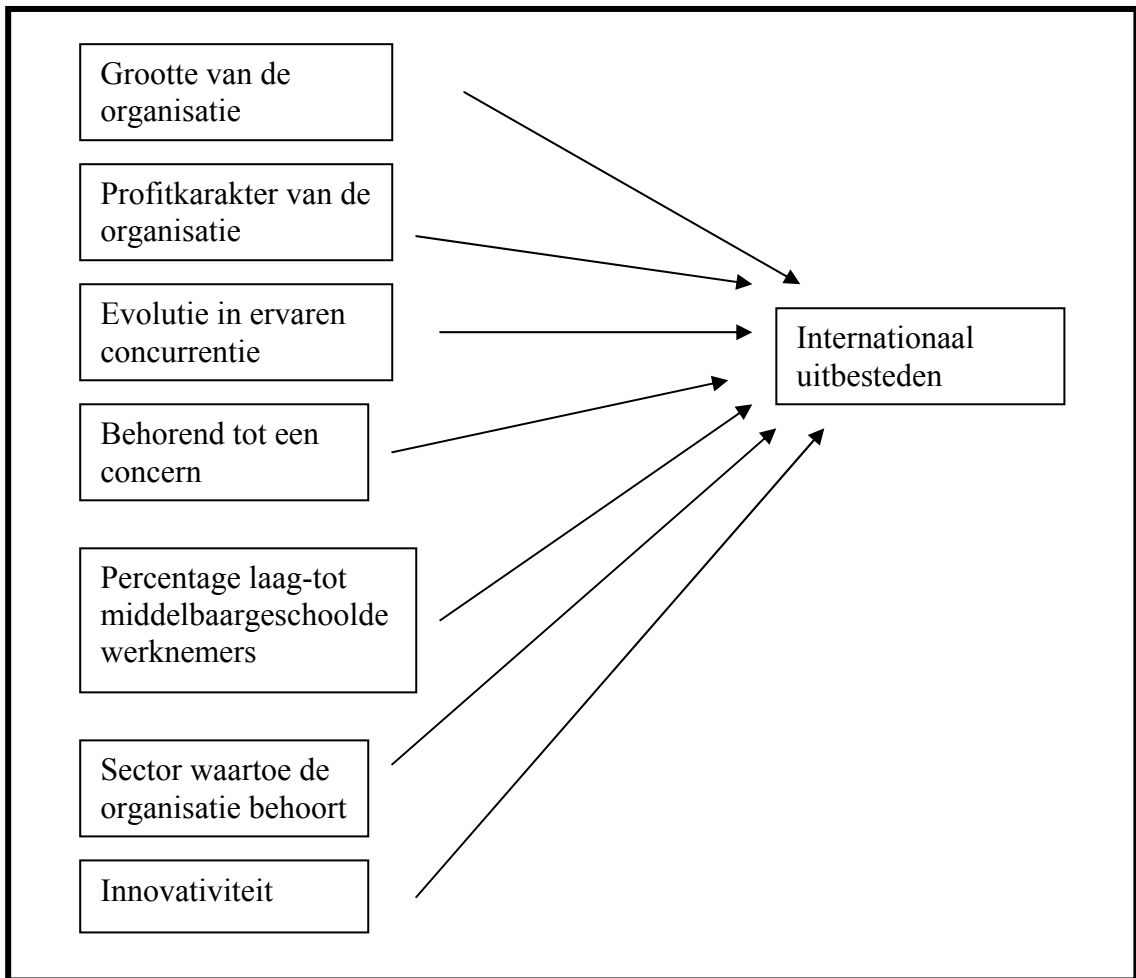 Grootte van de
organisatie
Profitkarakter van de
organisatie
Evolutie in ervaren
concurrentie
Behorend tot een
concern
Percentage laag-tot
middelbaargeschoolde
werknemers
Sector waartoe de
organisatie behoort
Innovativiteit
Internationaal
uitbesteden